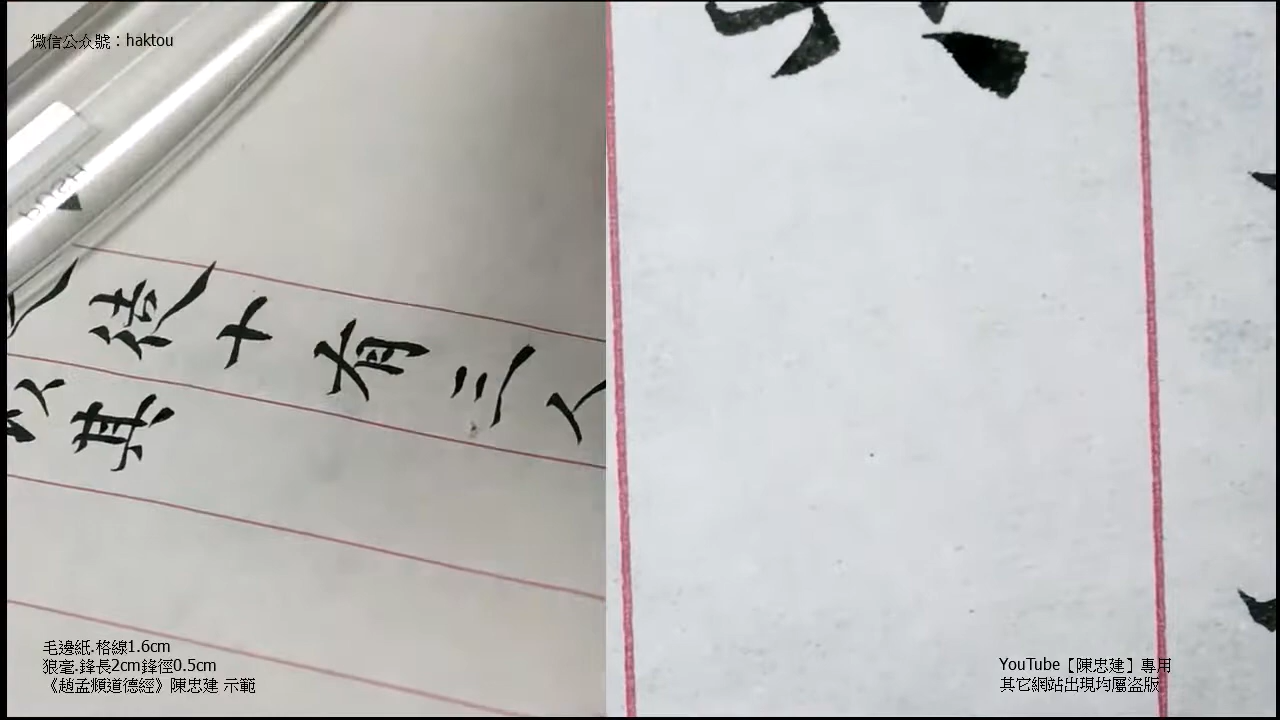 微信公众號：haktou
徒十有三人
其
毛邊紙.格線1.6cm
狼毫.鋒長2cm鋒徑0.5cm
《趙孟頫道德經》陳忠建 示範
YouTube［陳忠建］專用
其它網站出現均屬盜版